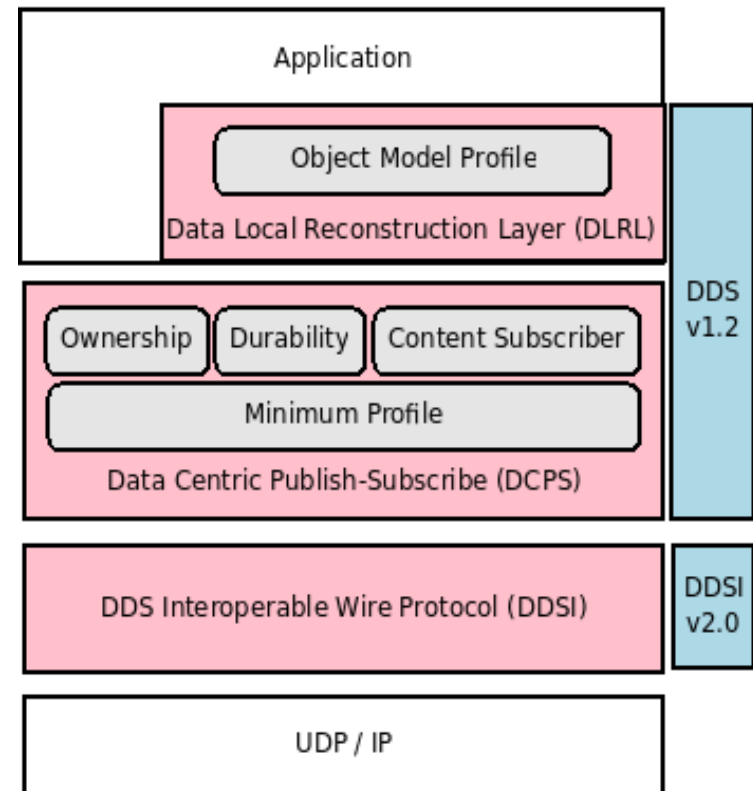 Application
Object Model Profile
Data Local Reconstruction Layer (DLRL)
DDS
v1.2
Ownership
Durability
Content Subscriber
Minimum Profile
Data Centric Publish-Subscribe (DCPS)
DDS Interoperable Wire Protocol (DDSI)
DDSI
v2.0
UDP / IP